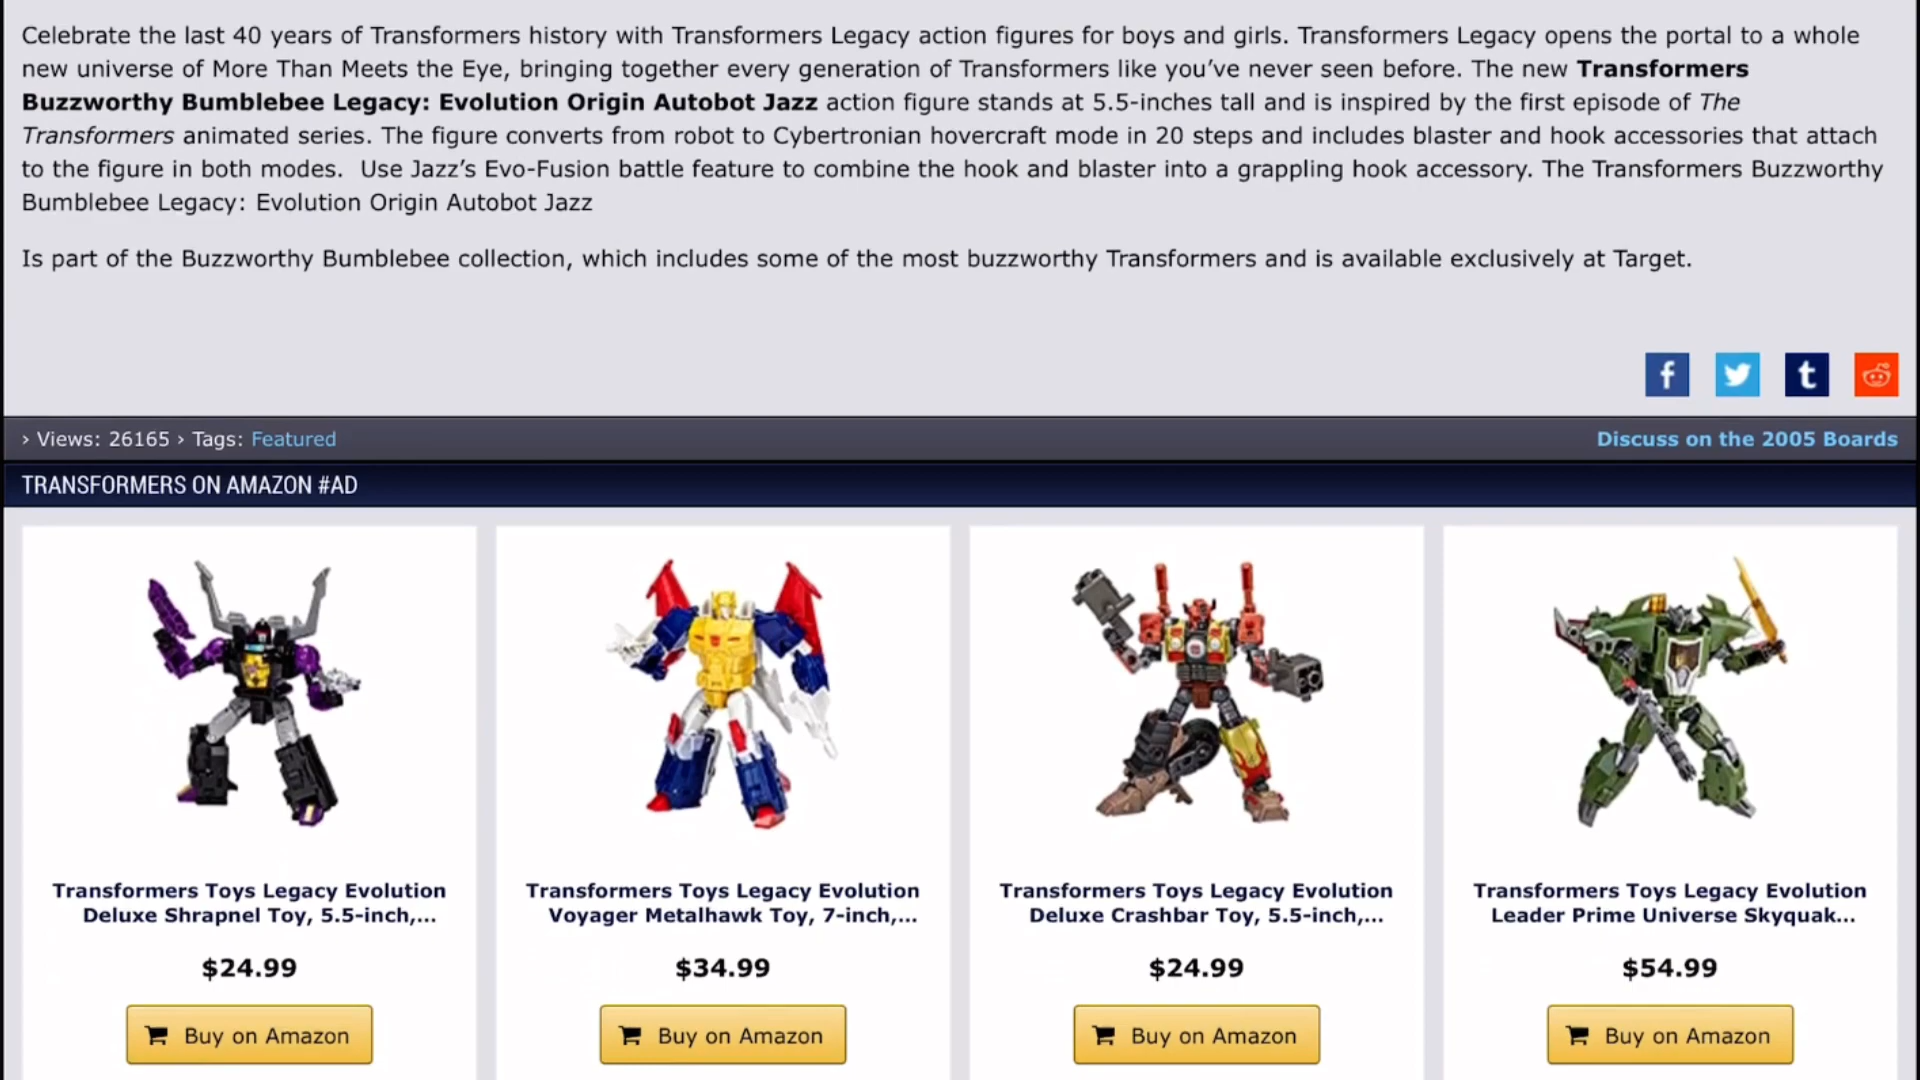 Celebrate the last 40 years of Transformers history with Transformers Legacy action figures for boys and girls. Transformers Legacy opens the portal to a whole
new universe of More Than Meets the Eye, bringing together every generation of Transformers like you’ve never seen before. The new Transformers
Buzzworthy Bumblebee Legacy: Evolution Origin Autobot Jazz action figure stands at 5.5-inches tall and is inspired by the first episode of The
Transformers animated series. The figure converts from robot to Cybertronian hovercraft mode in 20 steps and includes blaster and hook accessories that attach
to the figure in both modes.  Use Jazz’s Evo-Fusion battle feature to combine the hook and blaster into a grappling hook accessory. The Transformers Buzzworthy
Bumblebee Legacy: Evolution Origin Autobot Jazz
Is part of the Buzzworthy Bumblebee collection, which includes some of the most buzzworthy Transformers and is available exclusively at Target.
› Views: 26165 › Tags: Featured
Discuss on the 2005 Boards
TRANSFORMERS ON AMAZON #AD
Transformers Toys Legacy Evolution
Deluxe Shrapnel Toy, 5.5-inch,...
$24.99
Buy on Amazon
Transformers Toys Legacy Evolution
Voyager Metalhawk Toy, 7-inch,...
$34.99
Buy on Amazon
Transformers Toys Legacy Evolution
Deluxe Crashbar Toy, 5.5-inch,...
$24.99
Buy on Amazon
Transformers Toys Legacy Evolution
Leader Prime Universe Skyquak...
$54.99
Buy on Amazon